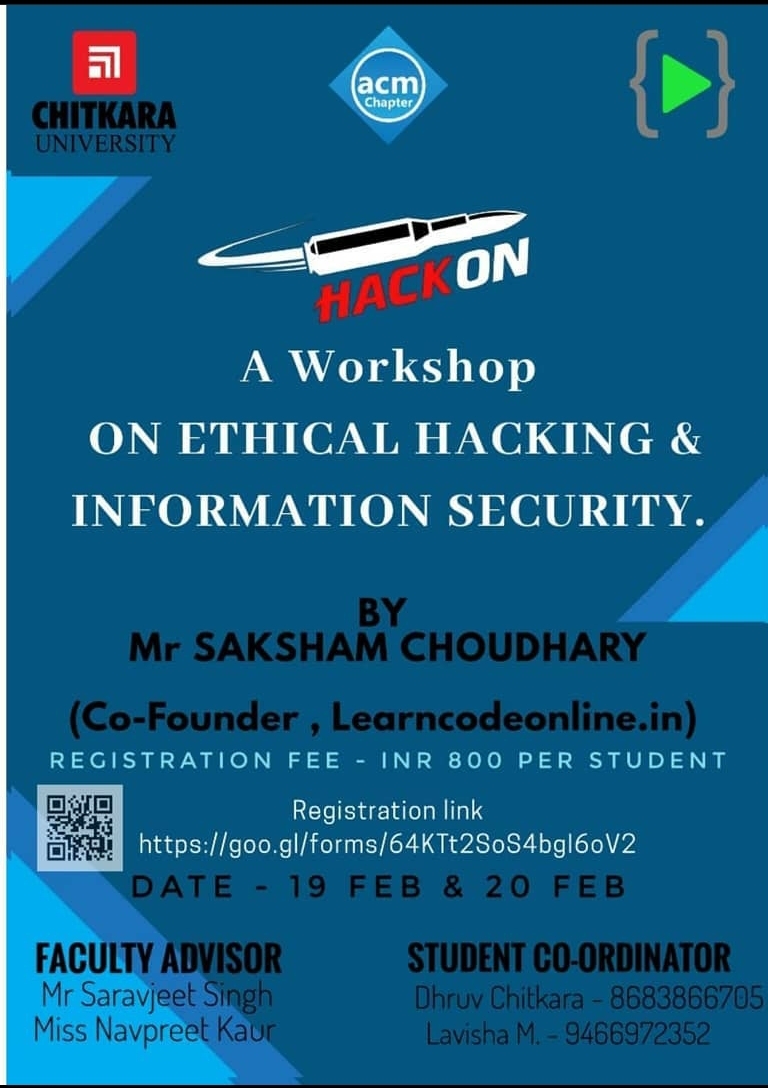 CHITKARA
UNIVERSITY
acm
Chapter
HACKON
A Workshop
ON ETHICAL HACKING &
INFORMATION SECURITY.
BY
Mr SAKSHAM CHOUDHARY
(Co-Founder , Learncodeonline.in)
REGISTRATION FEE - INR 800 PER STUDENT
Registration link
https://goo.gl/forms/64KTt2SoS4bgI6oV2
DATE - 19 FEB & 20 FEB
FACULTY ADVISOR
Mr Saravjeet Singh
Miss Navpreet Kaur
STUDENT CO-ORDINATOR
Dhruv Chitkara - 8683866705
Lavisha M. - 9466972352